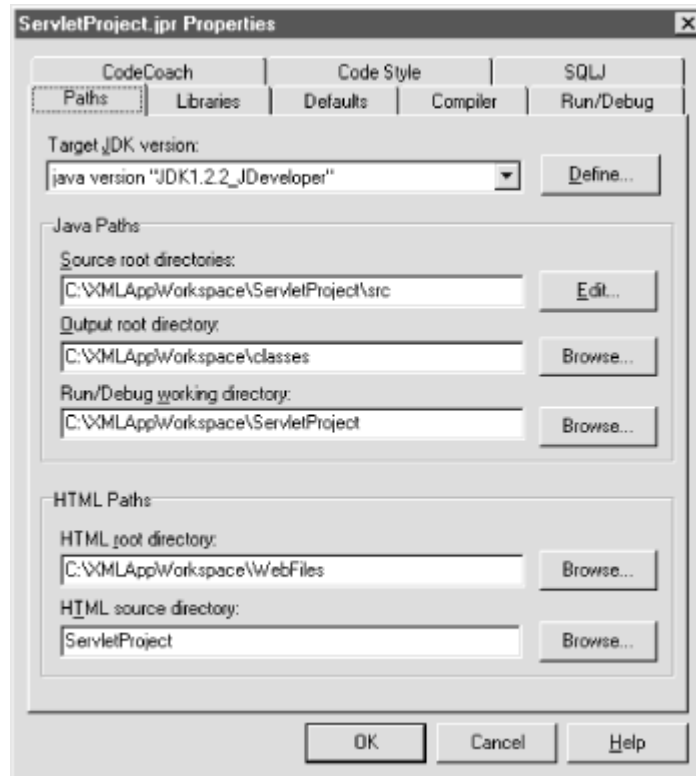 ServletProject.jpr Properties
CodeCoach Code Style SQLJ
Paths Libraries Defaults Compiler Run/Debug
Target JDK version:
java version "JDK1.2.2_JDeveloper" Define...
Java Paths
Source root directories:
C:\XMLAppWorkspace\ServletProject\src Edit...
Output root directory:
C:\XMLAppWorkspace\classes Browse...
Run/Debug working directory:
C:\XMLAppWorkspace\ServletProject Browse...
HTML Paths
HTML root directory:
C:\XMLAppWorkspace\WebFiles Browse...
HTML source directory:
ServletProject Browse...
OK Cancel Help